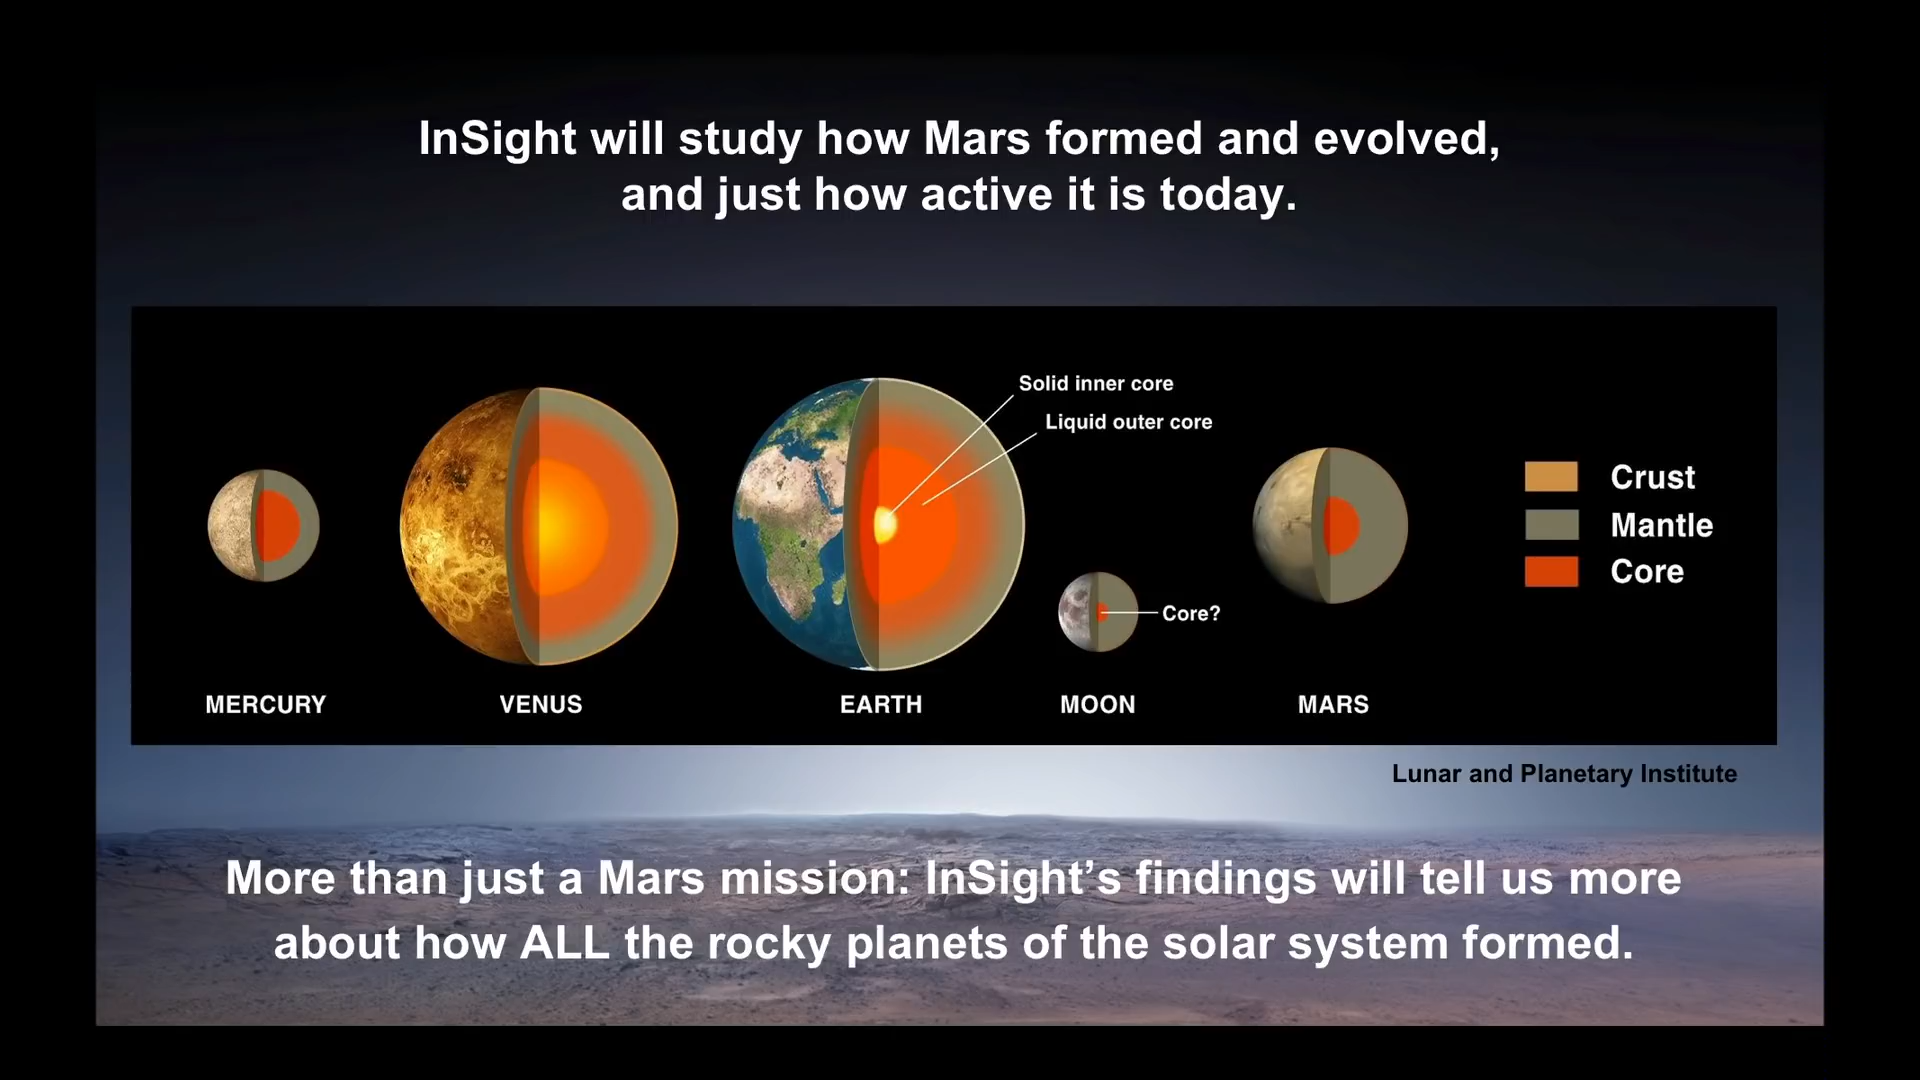 InSight will study how Mars formed and evolved,
and just how active it is today.
Solid inner core
Liquid outer core
Core?
MERCURY
VENUS
EARTH
MOON
MARS
Crust
Mantle
Core
Lunar and Planetary Institute
More than just a Mars mission: InSight’s findings will tell us more
about how ALL the rocky planets of the solar system formed.